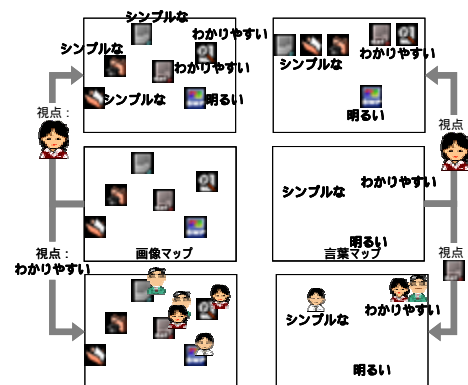 シンプルな
わかりやすい
シンプルな
わかりやすい
シンプルな
明るい
わかりやすい
シンプルな
明るい
視点：
視点
画像マップ
わかりやすい
シンプルな
明るい
言葉マップ
視点：
わかりやすい
視点
わかりやすい
シンプルな
明るい